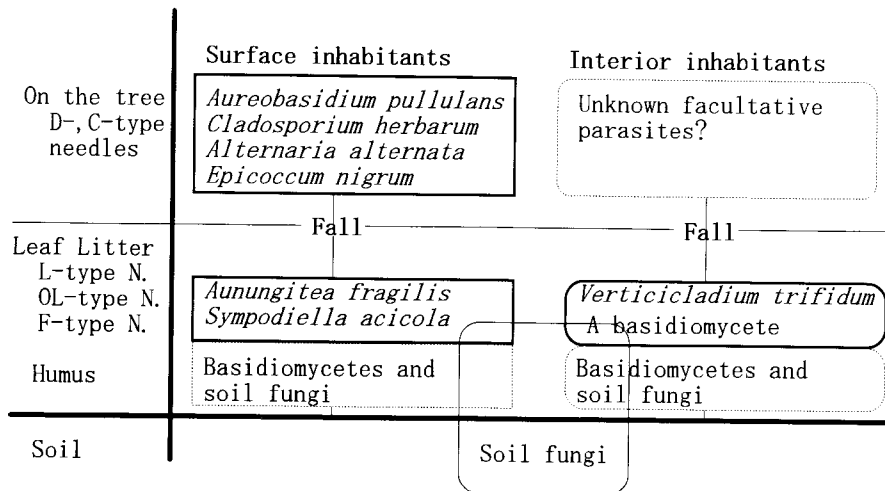 Surface inhabitants
Interior inhabitants
On the tree
D-,C-type
needles
Aureobasidium pullulans
Cladosporium herbarum
Alternaria alternata
Epicoccum nigrum
Unknown facultative
parasites?
Fall
Fall
Leaf Litter
L-type N.
OL-type N.
F-type N.
Aunungitea fragilis
Sympodiella acicola
Verticicladium trifidum
A basidiomycete
Humus
Basidiomycetes and
soil fungi
Basidiomycetes and
soil fungi
Soil
Soil fungi